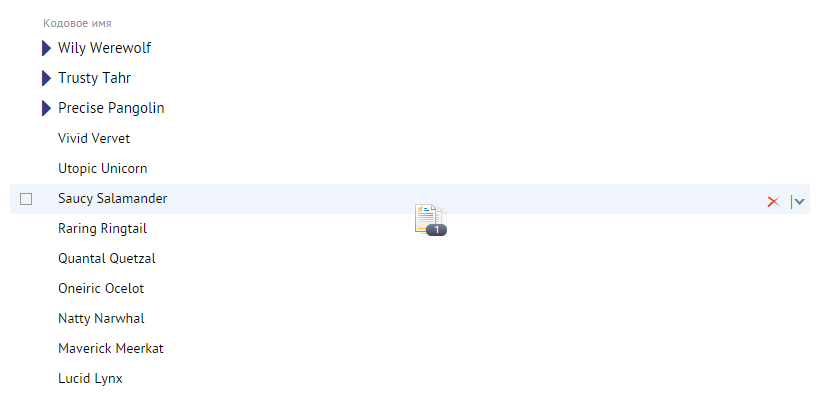 Кодовое имя
Wily Werewolf
Trusty Tahr
Precise Pangolin
Vivid Vervet
Utopic Unicorn
Saucy Salamander
1
Raring Ringtail
Quantal Quetzal
Oneiric Ocelot
Natty Narwhal
Maverick Meerkat
Lucid Lynx